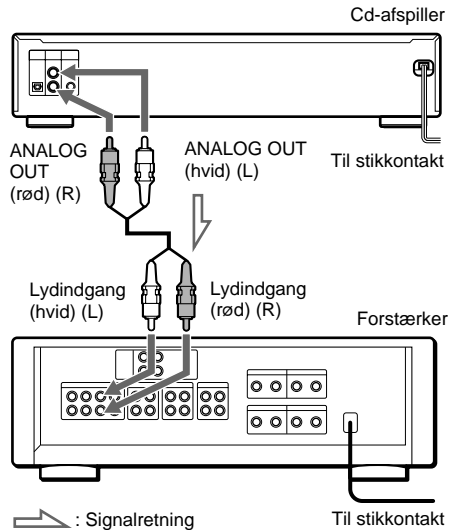 Cd-afspiller
ANALOG
OUT
(rød) (R)
ANALOG OUT
(hvid) (L)
Til stikkontakt
Lydindgang
(hvid) (L)
Lydindgang
(rød) (R)
Forstærker
: Signalretning
Til stikkontakt